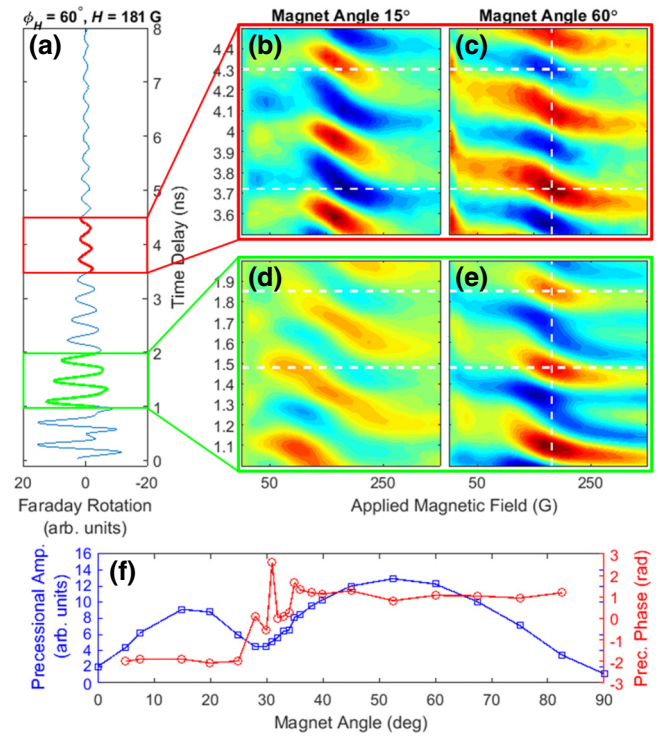 ϕH = 60°, H = 181 G
Magnet Angle 15°
Magnet Angle 60°
(a)
(b)
(c)
8
7
6
5
4
3
2
1
0
Time Delay (ns)
4.4
4.3
4.2
4.1
4
3.9
3.8
3.7
3.6
(d)
(e)
1.9
1.8
1.7
1.6
1.5
1.4
1.3
1.2
1.1
20 0 -20
50 250 50 250
Faraday Rotation
(arb. units)
Applied Magnetic Field (G)
(f)
Precessional Amp.
(arb. units)
16
14
12
10
8
6
4
2
0
3
2
1
0
-1
-2
-3
Prec. Phase (rad)
0 10 20 30 40 50 60 70 80 90
Magnet Angle (deg)